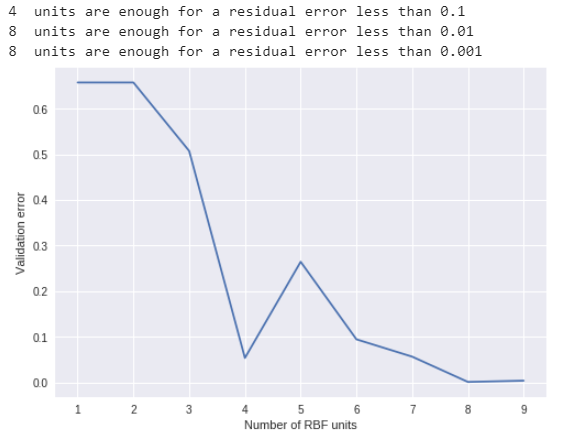 4 units are enough for a residual error less than 0.1
8 units are enough for a residual error less than 0.01
8 units are enough for a residual error less than 0.001
0.6
0.5
0.4
0.3
0.2
0.1
0.0
Validation error
1 2 3 4 5 6 7 8 9
Number of RBF units